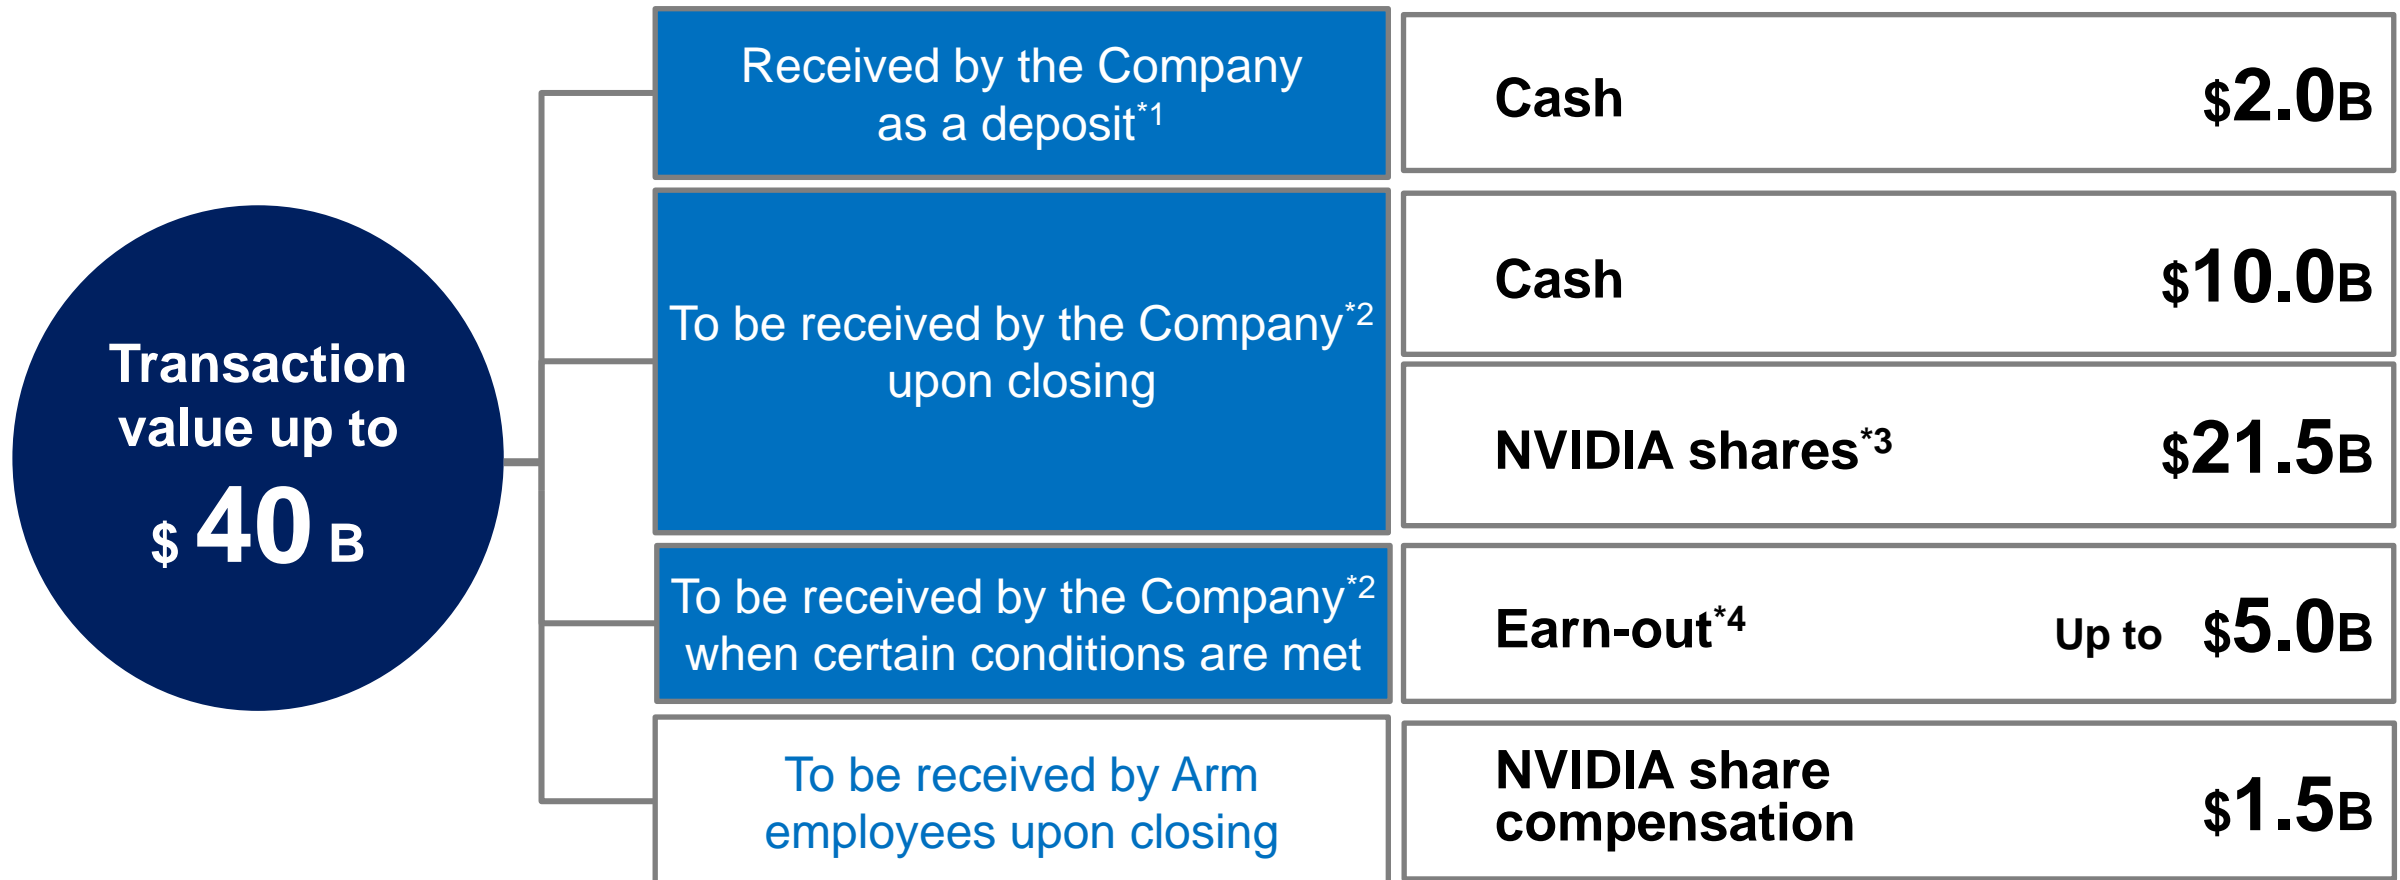 Transaction
value up to
$ 40 B
Received by the Company
as a deposit*1
Cash $2.0B
To be received by the Company*2
upon closing
Cash $10.0B
NVIDIA shares*3 $21.5B
To be received by the Company*2
when certain conditions are met
Earn-out*4 Up to $5.0B
To be received by Arm
employees upon closing
NVIDIA share
compensation $1.5B